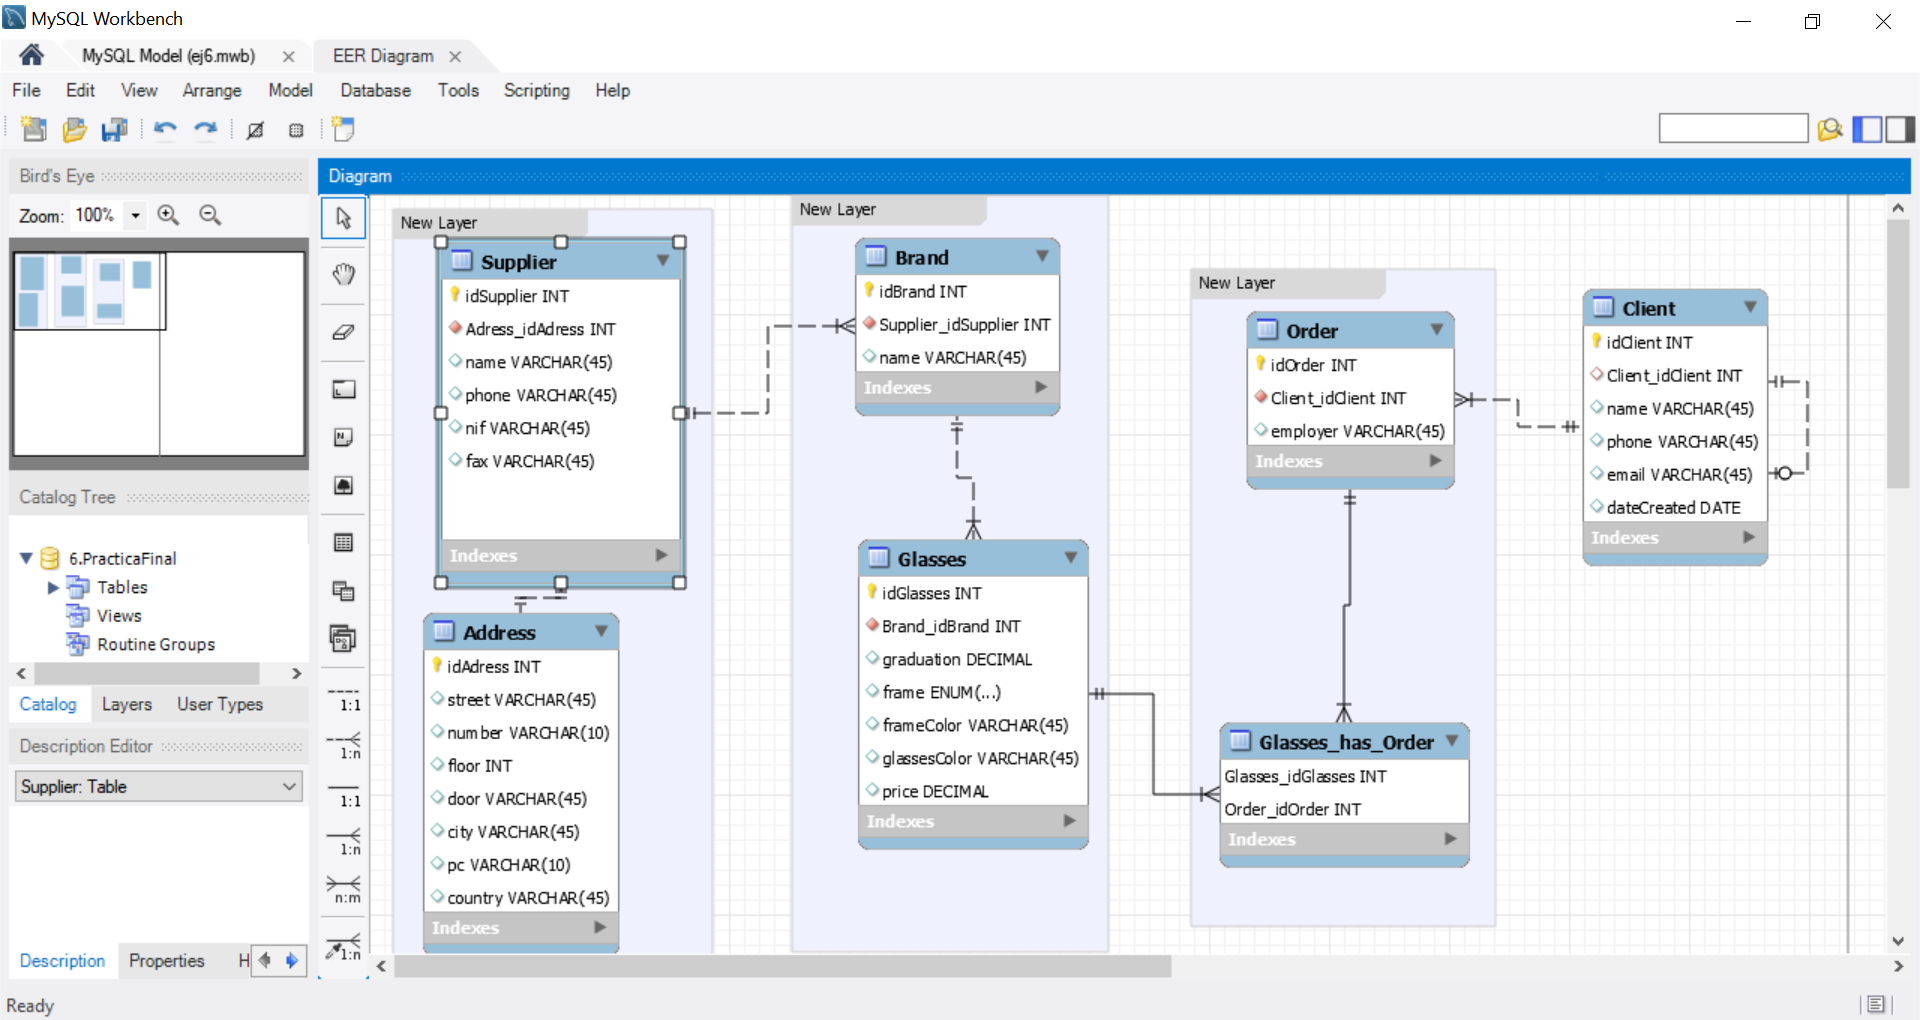 MySQL Workbench
MySQL Model (ej6.mwb)
EER Diagram
File Edit View Arrange Model Database Tools Scripting Help
Bird's Eye
Zoom: 100%
Catalog Tree
6.PracticaFinal
Tables
Views
Routine Groups
Catalog Layers User Types
Description Editor
Supplier: Table
Description Properties H
Ready
Diagram
1:1
1:n
1:1
1:n
n:m
1:n
New Layer
Supplier
idSupplier INT
Adress_idAdress INT
name VARCHAR(45)
phone VARCHAR(45)
nif VARCHAR(45)
fax VARCHAR(45)
Indexes
Address
idAdress INT
street VARCHAR(45)
number VARCHAR(10)
floor INT
door VARCHAR(45)
city VARCHAR(45)
pc VARCHAR(10)
country VARCHAR(45)
Indexes
New Layer
Brand
idBrand INT
Supplier_idSupplier INT
name VARCHAR(45)
Indexes
Glasses
idGlasses INT
Brand_idBrand INT
graduation DECIMAL
frame ENUM(...)
frameColor VARCHAR(45)
glassesColor VARCHAR(45)
price DECIMAL
Indexes
New Layer
Order
idOrder INT
Client_idClient INT
employer VARCHAR(45)
Indexes
Glasses_has_Order
Glasses_idGlasses INT
Order_idOrder INT
Indexes
Client
idClient INT
Client_idClient INT
name VARCHAR(45)
phone VARCHAR(45)
email VARCHAR(45)
dateCreated DATE
Indexes